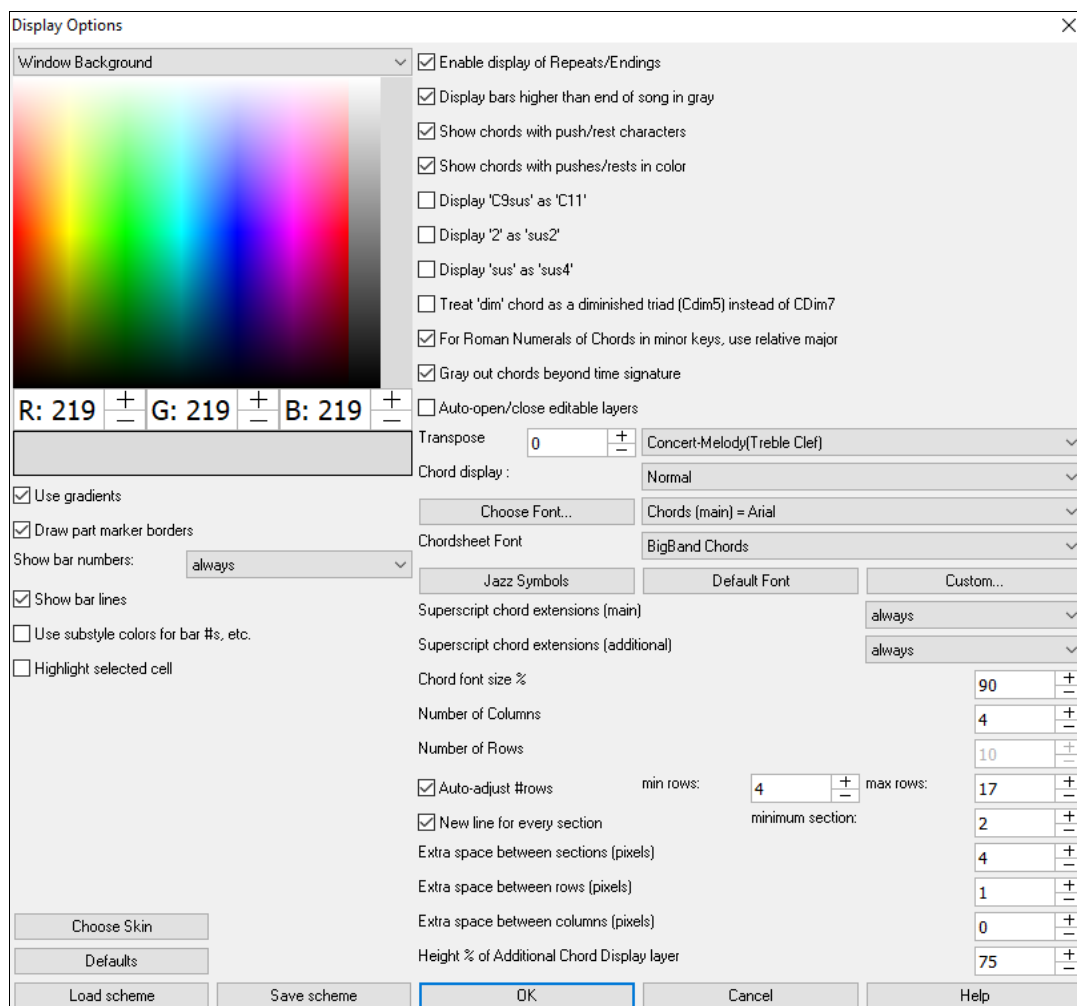 Display Options
Window Background
R: 219 G: 219 B: 219
Use gradients
Draw part marker borders
Show bar numbers: always
Show bar lines
Use substyle colors for bar #s, etc.
Highlight selected cell
Choose Skin
Defaults
Enable display of Repeats/Endings
Display bars higher than end of song in gray
Show chords with push/rest characters
Show chords with pushes/rests in color
Display 'C9sus' as 'C11'
Display '2' as 'sus2'
Display 'sus' as 'sus4'
Treat 'dim' chord as a diminished triad (Cdim5) instead of CDim7
For Roman Numerals of Chords in minor keys, use relative major
Gray out chords beyond time signature
Auto-open/close editable layers
Transpose 0 Concert-Melody(Treble Clef)
Chord display : Normal
Choose Font... Chords (main) = Arial
Chordsheet Font BigBand Chords
Jazz Symbols Default Font Custom...
Superscript chord extensions (main) always
Superscript chord extensions (additional) always
Chord font size % 90
Number of Columns 4
Number of Rows 10
Auto-adjust #rows min rows: 4 max rows: 17
New line for every section minimum section: 2
Extra space between sections (pixels) 4
Extra space between rows (pixels) 1
Extra space between columns (pixels) 0
Height % of Additional Chord Display layer 75
Load scheme Save scheme OK Cancel Help